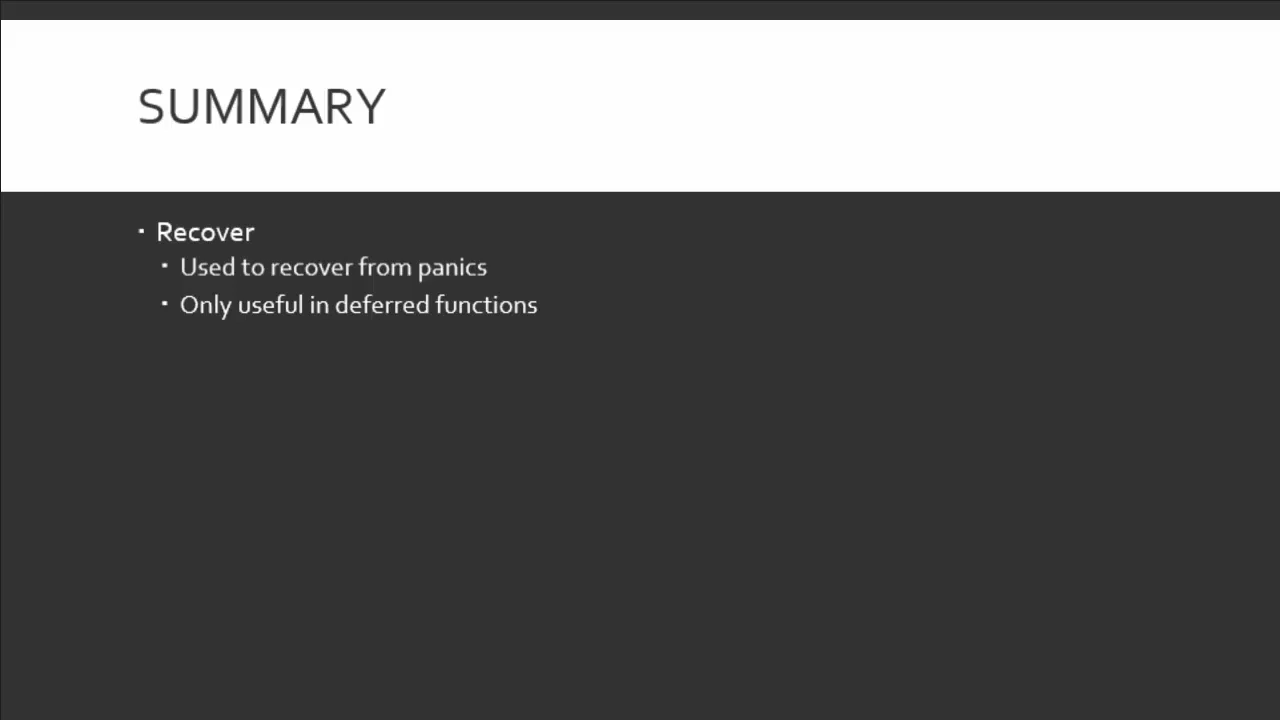 SUMMARY
▪ Recover
▪ Used to recover from panics
▪ Only useful in deferred functions